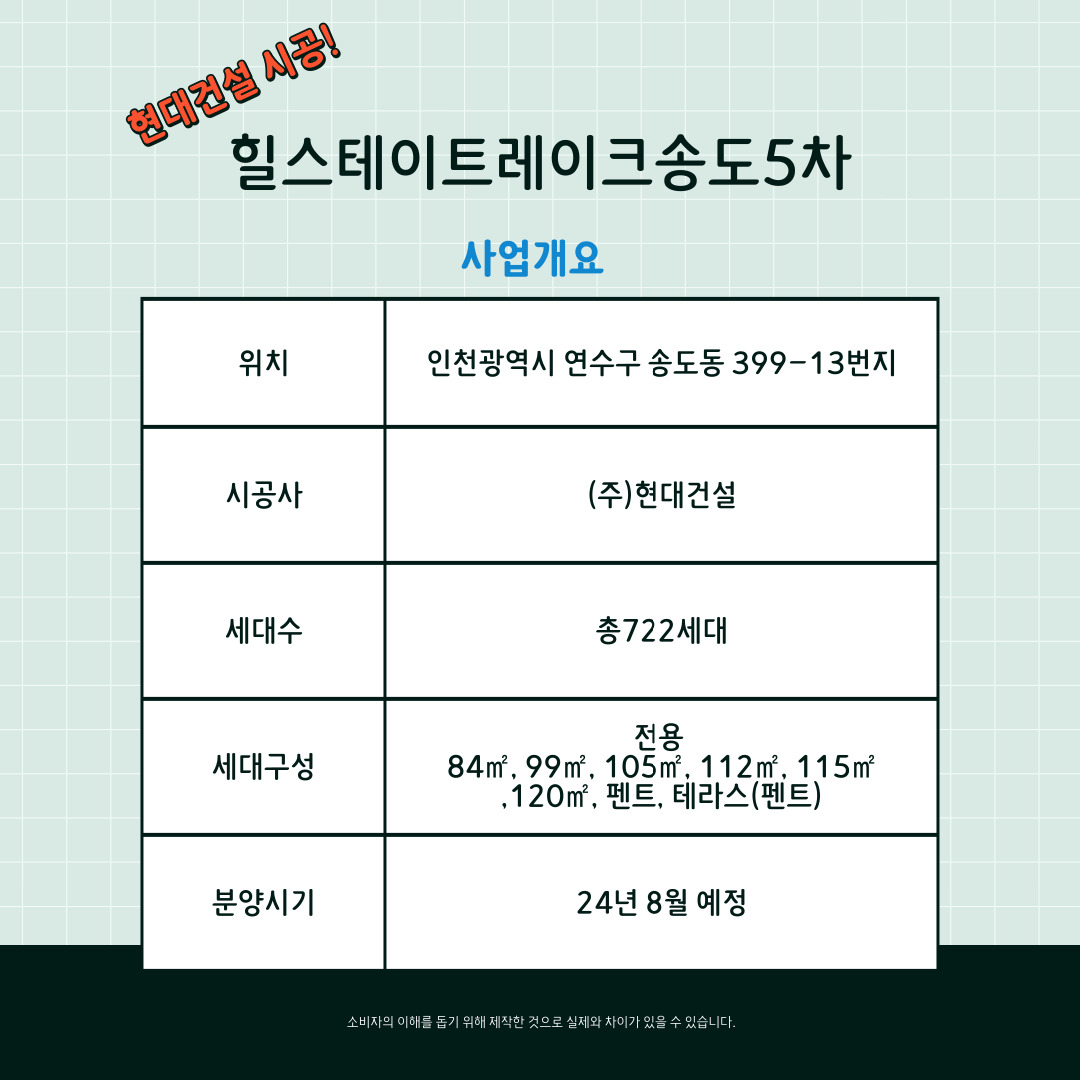 현대건설 시공!
힐스테이트레이크송도5차
사업개요
위치
인천광역시 연수구 송도동 399-13번지
시공사
(주)현대건설
세대수
총722세대
세대구성
전용
84㎡, 99㎡, 105㎡, 112㎡, 115㎡
,120㎡, 펜트, 테라스(펜트)
분양시기
24년 8월 예정
소비자의 이해를 돕기 위해 제작한 것으로 실제와 차이가 있을 수 있습니다.